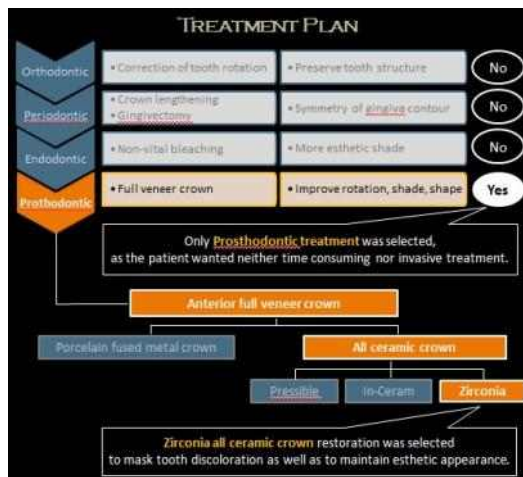 TREATMENT PLAN
Orthodontic
• Correction of tooth rotation
• Preserve tooth structure
No
Periodontic
• Crown lengthening
• Gingivectomy
• Symmetry of gingiva contour
No
Endodontic
• Non-vital bleaching
• More esthetic shade
No
Prothodontic
• Full veneer crown
• Improve rotation, shade, shape
Yes
Only Prosthodontic treatment was selected,
as the patient wanted neither time consuming nor invasive treatment.
Anterior full veneer crown
Porcelain fused metal crown
All ceramic crown
Pressible
In-Ceram
Zirconia
Zirconia all ceramic crown restoration was selected
to mask tooth discoloration as well as to maintain esthetic appearance.